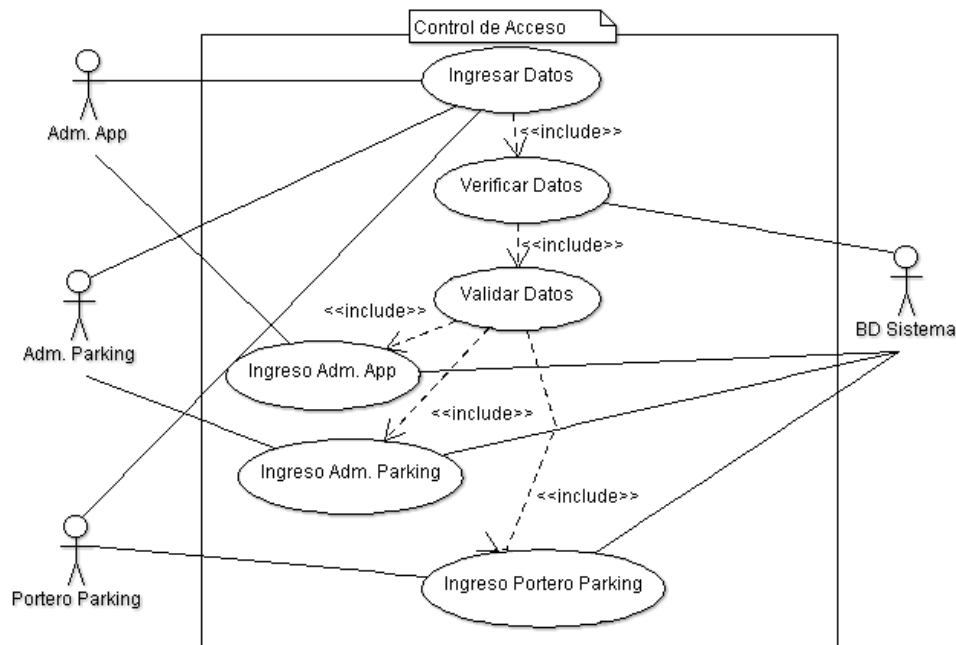 Control de Acceso
Ingresar Datos
Adm. App
<<include>>
Verificar Datos
<<include>>
Validar Datos
BD Sistema
<<include>>
Adm. Parking
Ingreso Adm. App
<<include>>
Ingreso Adm. Parking
<<include>>
Ingreso Portero Parking
Portero Parking